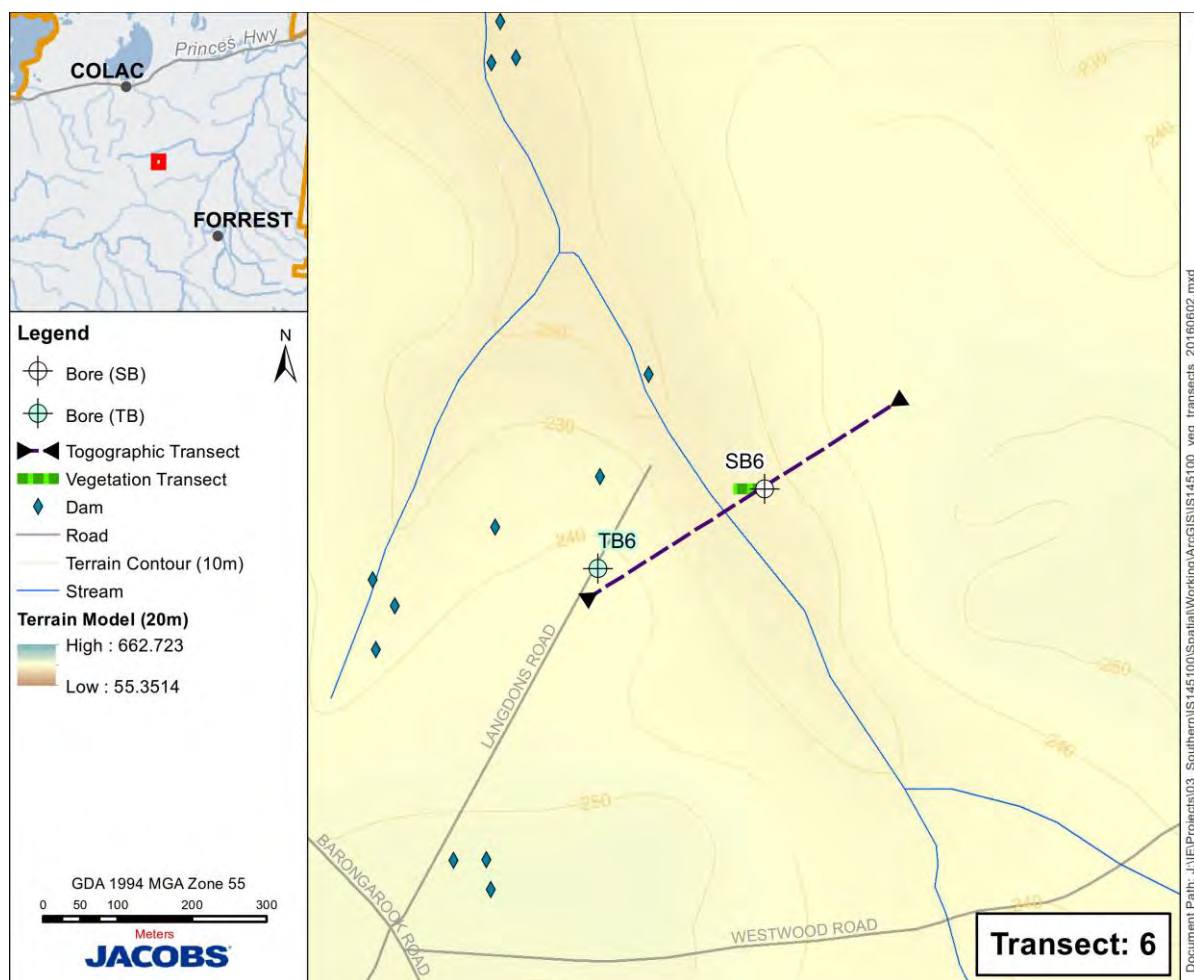 Princes Hwy
COLAC
FORREST
Legend
N
Bore (SB)
Bore (TB)
Togographic Transect
Vegetation Transect
Dam
Road
Terrain Contour (10m)
Stream
Terrain Model (20m)
High : 662.723
Low : 55.3514
GDA 1994 MGA Zone 55
0 100 200 300
Meters
JACOBS
230
240
230
SB6
240
TB6
LANGDONS ROAD
250
240
250
BARONGAROOK ROAD
WESTWOOD ROAD
240
Transect: 6